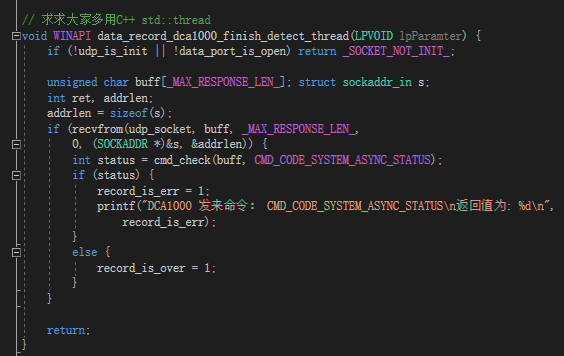 // 求求大家多用C++ std::thread
void WINAPI data_record_dca1000_finish_detect_thread(LPVOID lpParamter) {
    if (!udp_is_init || !data_port_is_open) return _SOCKET_NOT_INIT_;

    unsigned char buff[_MAX_RESPONSE_LEN_]; struct sockaddr_in s;
    int ret, addrlen;
    addrlen = sizeof(s);
    if (recvfrom(udp_socket, buff, _MAX_RESPONSE_LEN_,
        0, (SOCKADDR *)&s, &addrlen)) {
        int status = cmd_check(buff, CMD_CODE_SYSTEM_ASYNC_STATUS);
        if (status) {
            record_is_err = 1;
            printf("DCA1000 发来命令: CMD_CODE_SYSTEM_ASYNC_STATUS\n返回值为: %d\n",
                record_is_err);
        }
        else {
            record_is_over = 1;
        }
    }

    return;
}